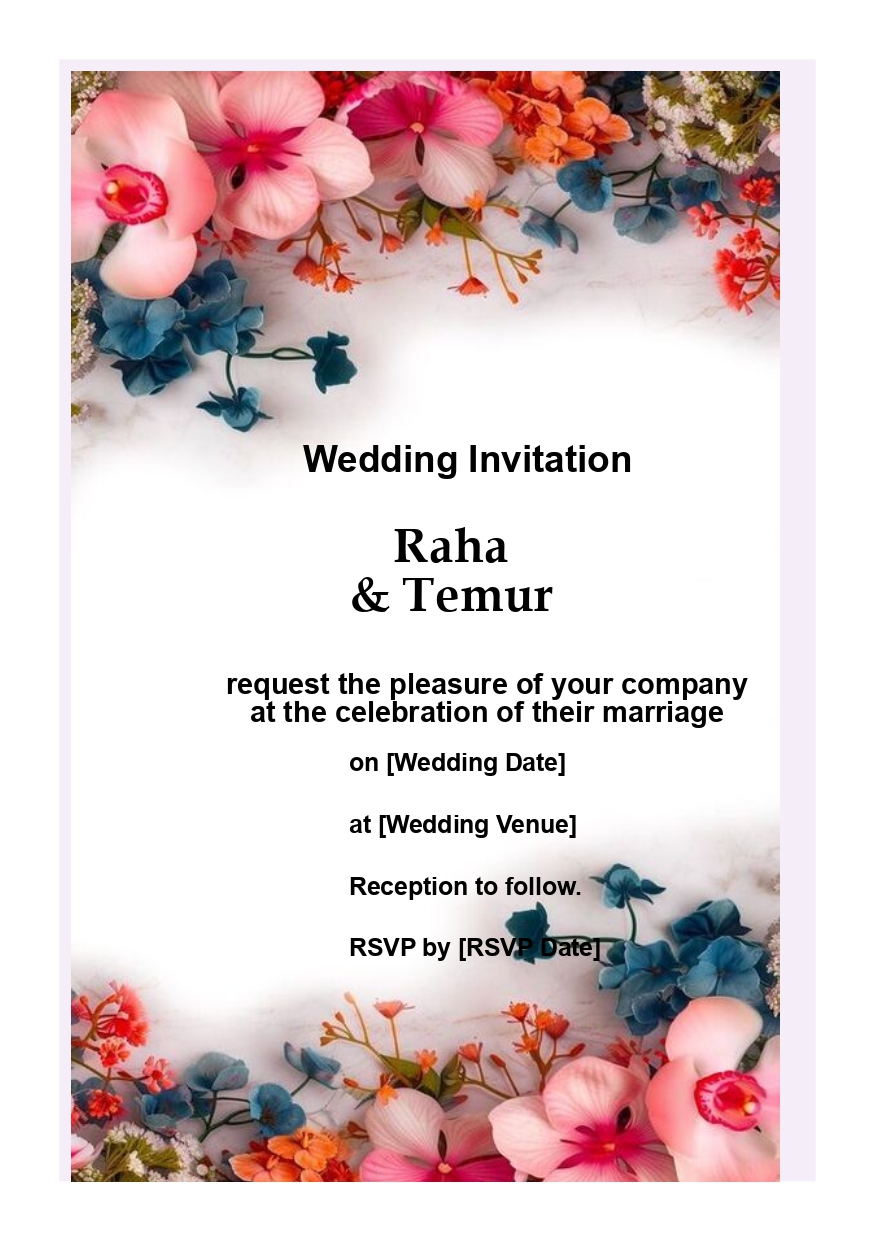 Wedding Invitation
Raha
& Temur
request the pleasure of your company
at the celebration of their marriage
on [Wedding Date]
at [Wedding Venue]
Reception to follow.
RSVP by [RSVP Date]